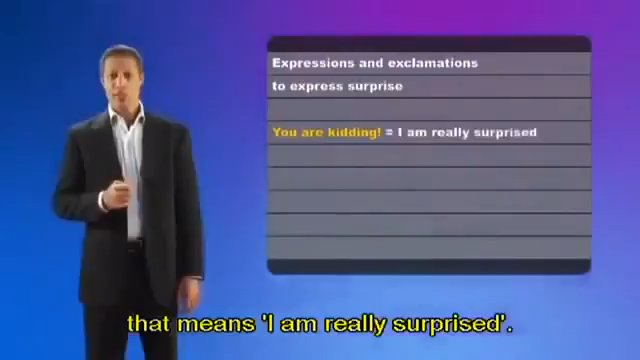 Expressions and exclamations
to express surprise
You are kidding! = I am really surprised
that means 'I am really surprised'.